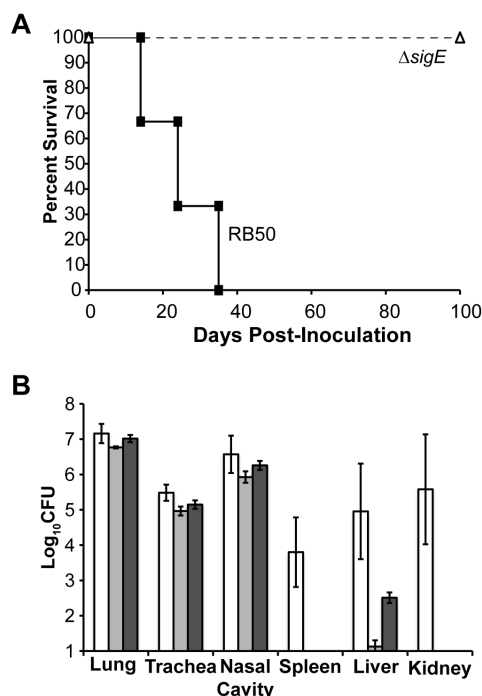 A
100
90
80
70
60
50
40
30
20
10
0
Percent Survival
ΔsigE
RB50
0 20 40 60 80 100
Days Post-Inoculation
B
8
7
6
5
4
3
2
1
Log10CFU
Lung Trachea Nasal Spleen Liver Kidney
Cavity